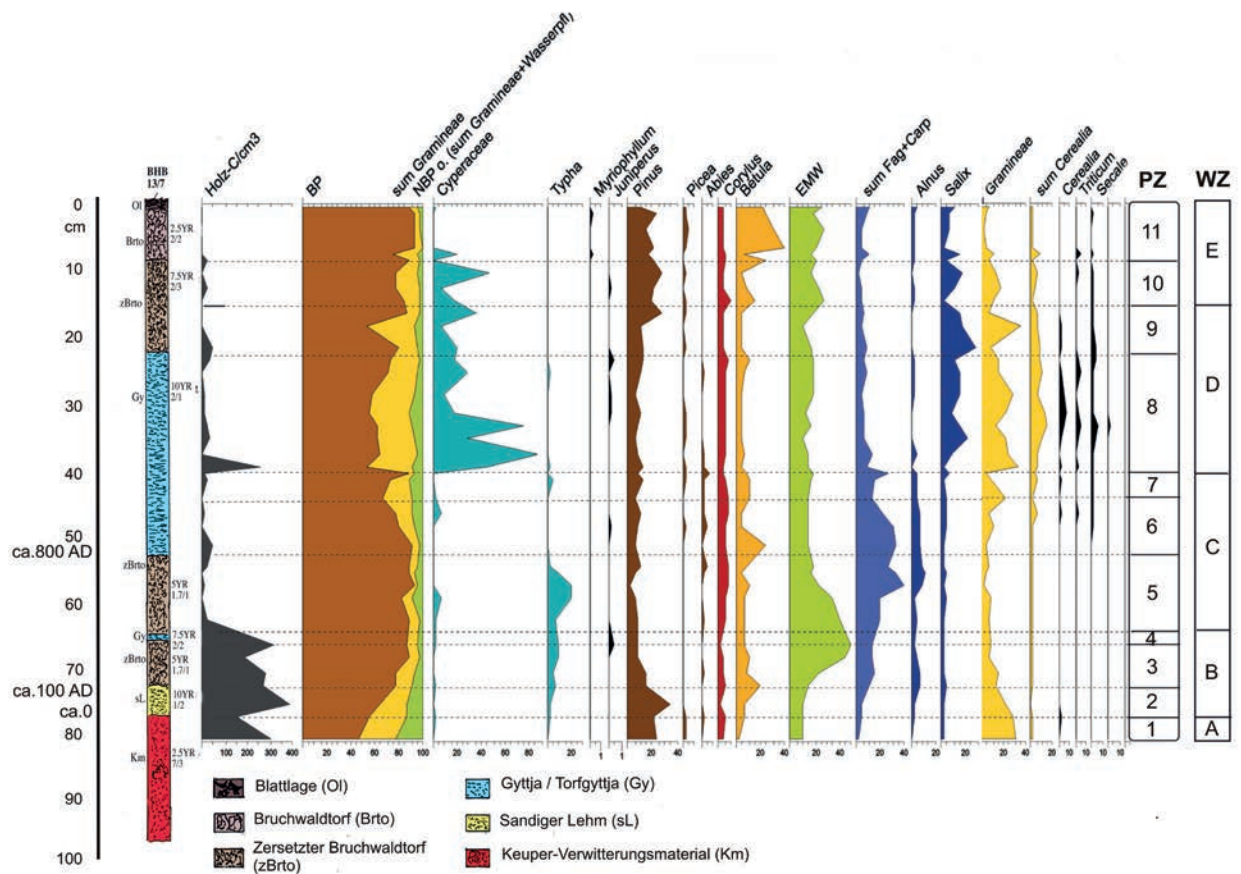 BHB
13/7
Holz-C/cm3
BP
sum Gramineae
NBP o. (sum Gramineae+Wasserpfl)
Cyperaceae
Typha
Myriophyllum
Juniperus
Pinus
Picea
Abies
Corylus
Betula
EMW
sum Fag+Carp
Alnus
Salix
Gramineae
sum Cerealia
Cerealia
Triticum
Secale
PZ
WZ
0
cm
10
20
30
40
50
ca.800 AD
60
70
ca.100 AD
ca.0
80
90
100
Ol
Brto
zBrto
Gy
zBrto
Gy
zBrto
sL
Km
2.5YR
2/2
7.5YR
2/3
10YR
2/1
5YR
1.7/1
7.5YR
2/2
5YR
1.7/1
10YR
1/2
2.5YR
7/3
11
10
9
8
7
6
5
4
3
2
1
E
D
C
B
A
100 200 300 400
20 40 60 80 100
20 40 60 80
20
1
1
20 40
10
10
10
20 40
20 40
20 40
10
20
20 40
10
10
10
10
Blattlage (Ol)
Bruchwaldtorf (Brto)
Zersetzter Bruchwaldtorf
(zBrto)
Gyttja / Torfgyttja (Gy)
Sandiger Lehm (sL)
Keuper-Verwitterungsmaterial (Km)